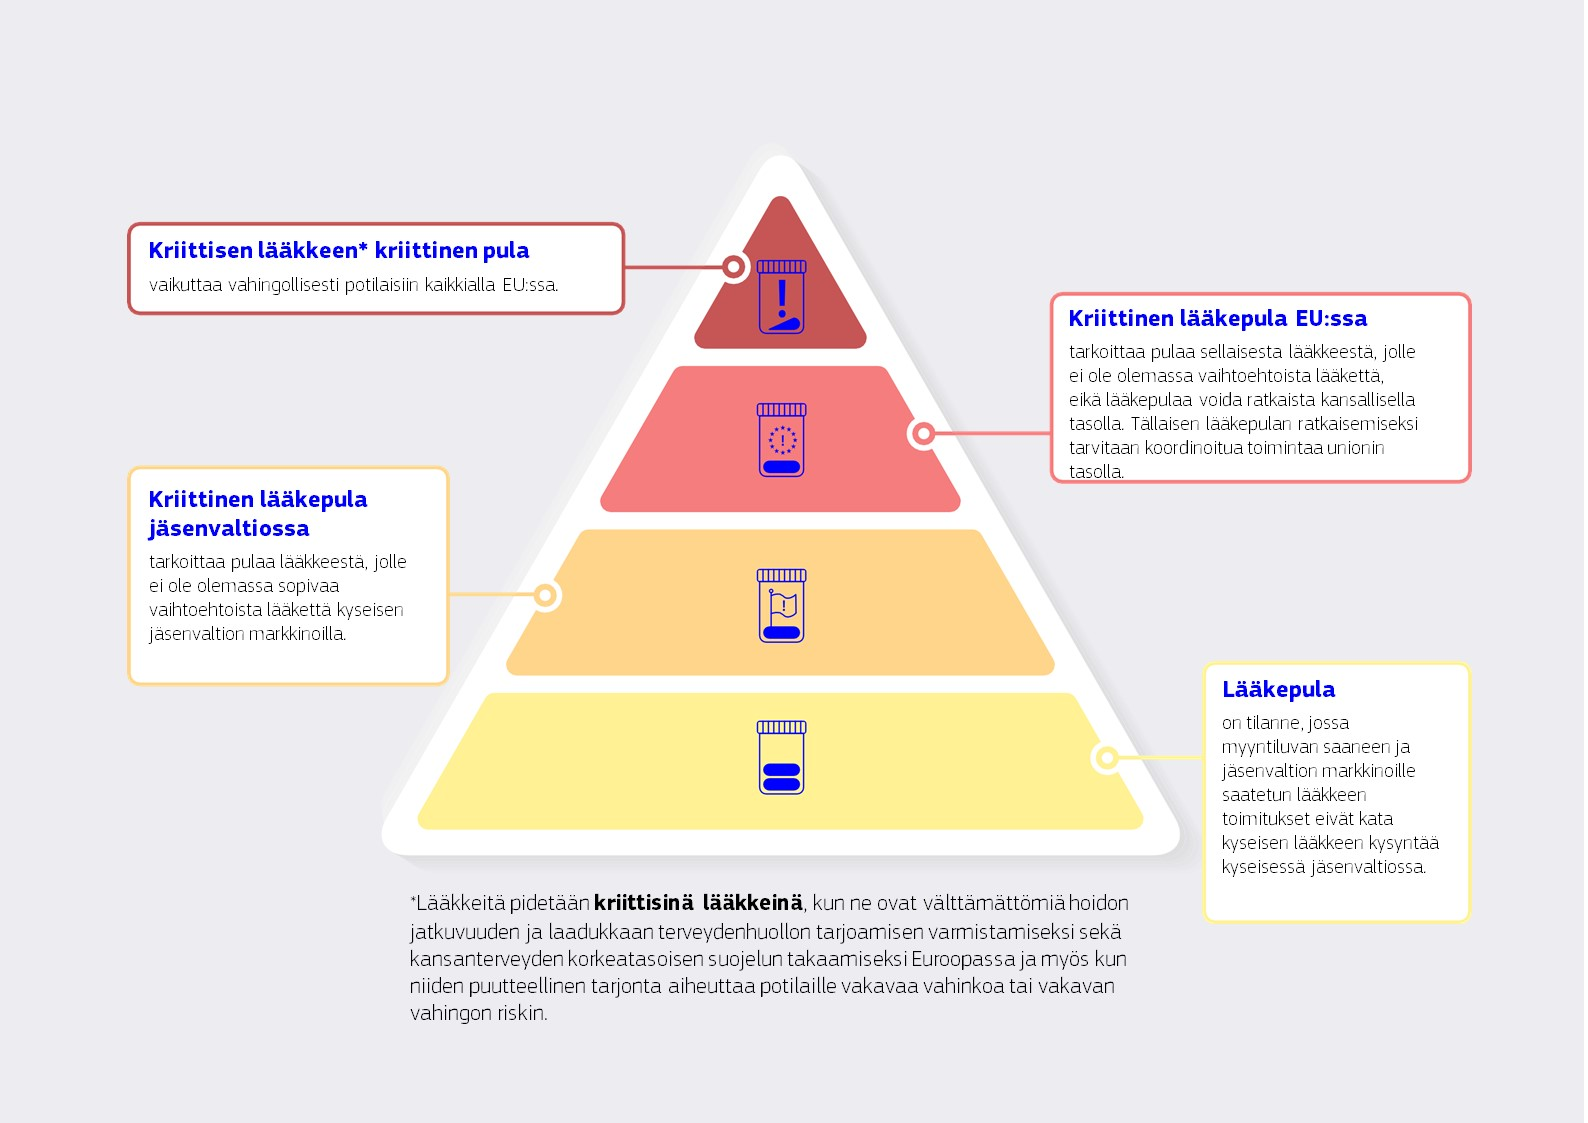 Kriittisen lääkkeen* kriittinen pula
vaikuttaa vahingollisesti potilaisiin kaikkialla EU:ssa.
Kriittinen lääkepula EU:ssa
tarkoittaa pulaa sellaisesta lääkkeestä, jolle
ei ole olemassa vaihtoehtoista lääkettä,
eikä lääkepulaa voida ratkaista kansallisella
tasolla. Tällaisen lääkepulan ratkaisemiseksi
tarvitaan koordinoitua toimintaa unionin
tasolla.
Kriittinen lääkepula
jäsenvaltiossa
tarkoittaa pulaa lääkkeestä, jolle
ei ole olemassa sopivaa
vaihtoehtoista lääkettä kyseisen
jäsenvaltion markkinoilla.
Lääkepula
on tilanne, jossa
myyntiluvan saaneen ja
jäsenvaltion markkinoille
saatetun lääkkeen
toimitukset eivät kata
kyseisen lääkkeen kysyntää
kyseisessä jäsenvaltiossa.
*Lääkkeitä pidetään kriittisinä lääkkeinä, kun ne ovat välttämättömiä hoidon
jatkuvuuden ja laadukkaan terveydenhuollon tarjoamisen varmistamiseksi sekä
kansanterveyden korkeatasoisen suojelun takaamiseksi Euroopassa ja myös kun
niiden puutteellinen tarjonta aiheuttaa potilaille vakavaa vahinkoa tai vakavan
vahingon riskin.